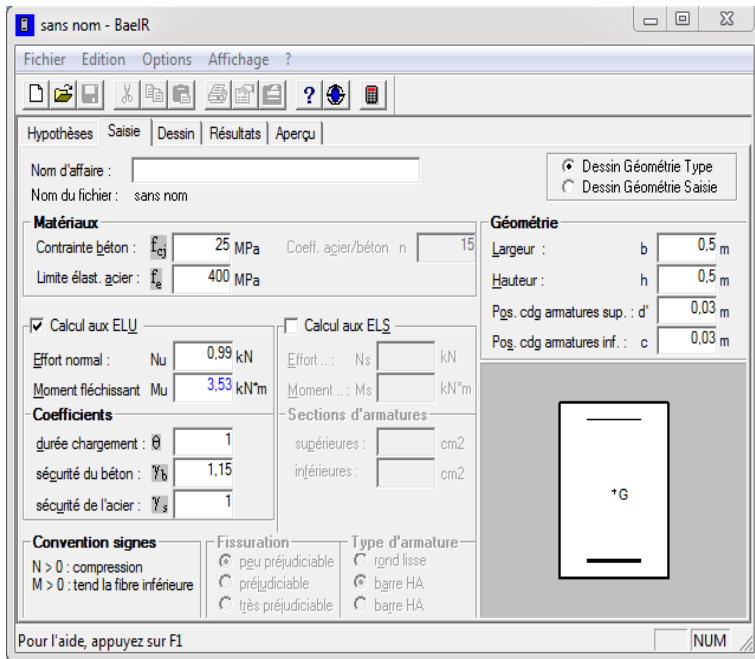 sans nom - BaelR
Fichier Edition Options Affichage ?
Hypothèses Saisie Dessin Résultats Aperçu
Nom d'affaire :
Nom du fichier : sans nom
Dessin Géométrie Type
Dessin Géométrie Saisie
Matériaux
Contrainte béton : fcj 25 MPa Coeff. acier/béton n 15
Limite élast. acier : fe 400 MPa
Géométrie
Largeur : b 0,5 m
Hauteur : h 0,5 m
Pos. cdg armatures sup. : d' 0,03 m
Pos. cdg armatures inf. : c 0,03 m
Calcul aux ELU
Effort normal : Nu 0,99 kN
Moment fléchissant Mu 3,53 kN*m
Calcul aux ELS
Effort .. : Ns kN
Moment .. : Ms kN*m
Coefficients
durée chargement : θ 1
sécurité du béton : γb 1,15
sécurité de l'acier : γs 1
Sections d'armatures
supérieures : cm2
inférieures : cm2
+G
Convention signes
N > 0 : compression
M > 0 : tend la fibre inférieure
Fissuration
peu préjudiciable
préjudiciable
très préjudiciable
Type d'armature
rond lisse
barre HA
barre HA
Pour l'aide, appuyez sur F1 NUM